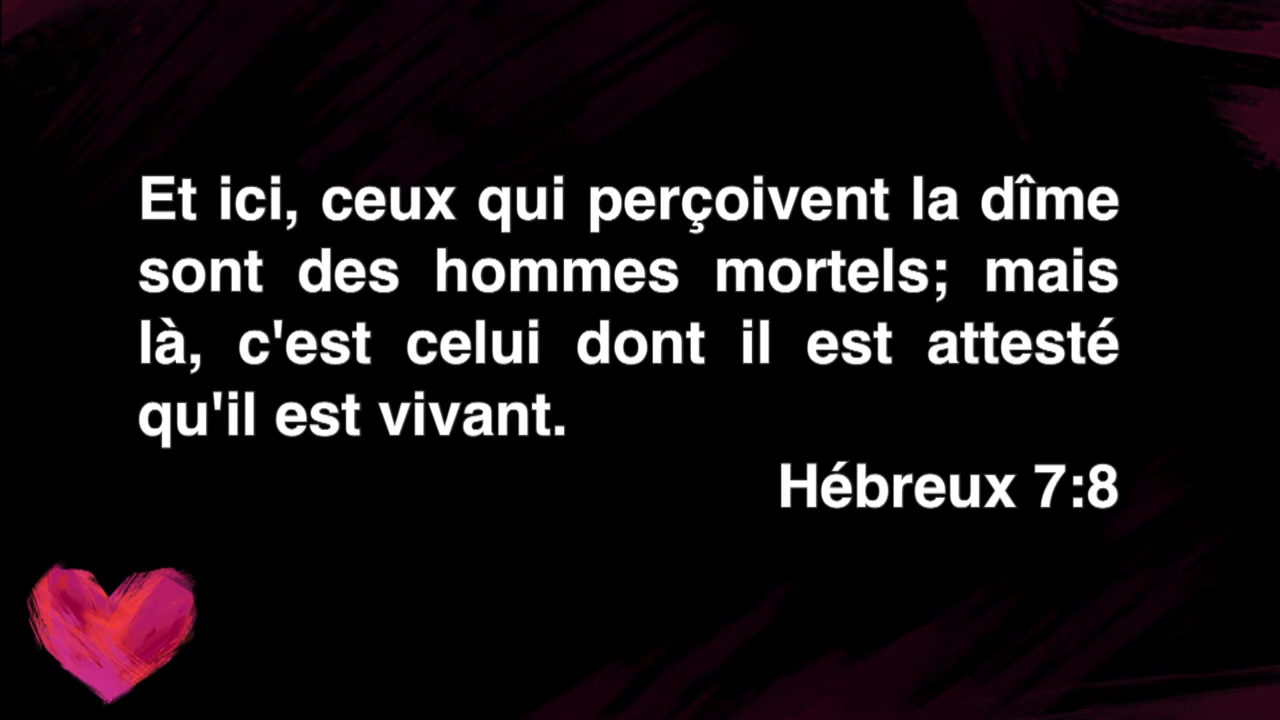 Et ici, ceux qui perçoivent la dîme
sont des hommes mortels; mais
là, c'est celui dont il est attesté
qu'il est vivant.
Hébreux 7:8